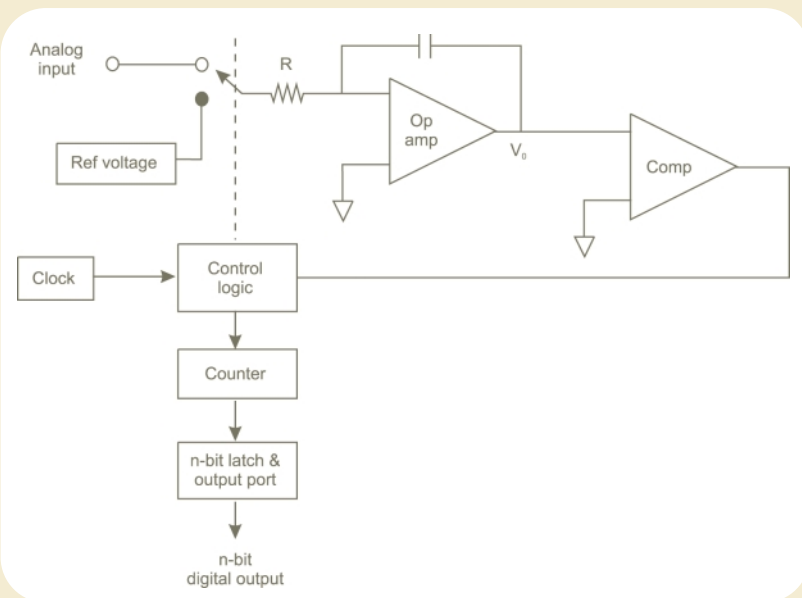 Analog
input
R
Op
amp
V₀
Comp
Ref voltage
Clock
Control
logic
Counter
n-bit latch &
output port
n-bit
digital output